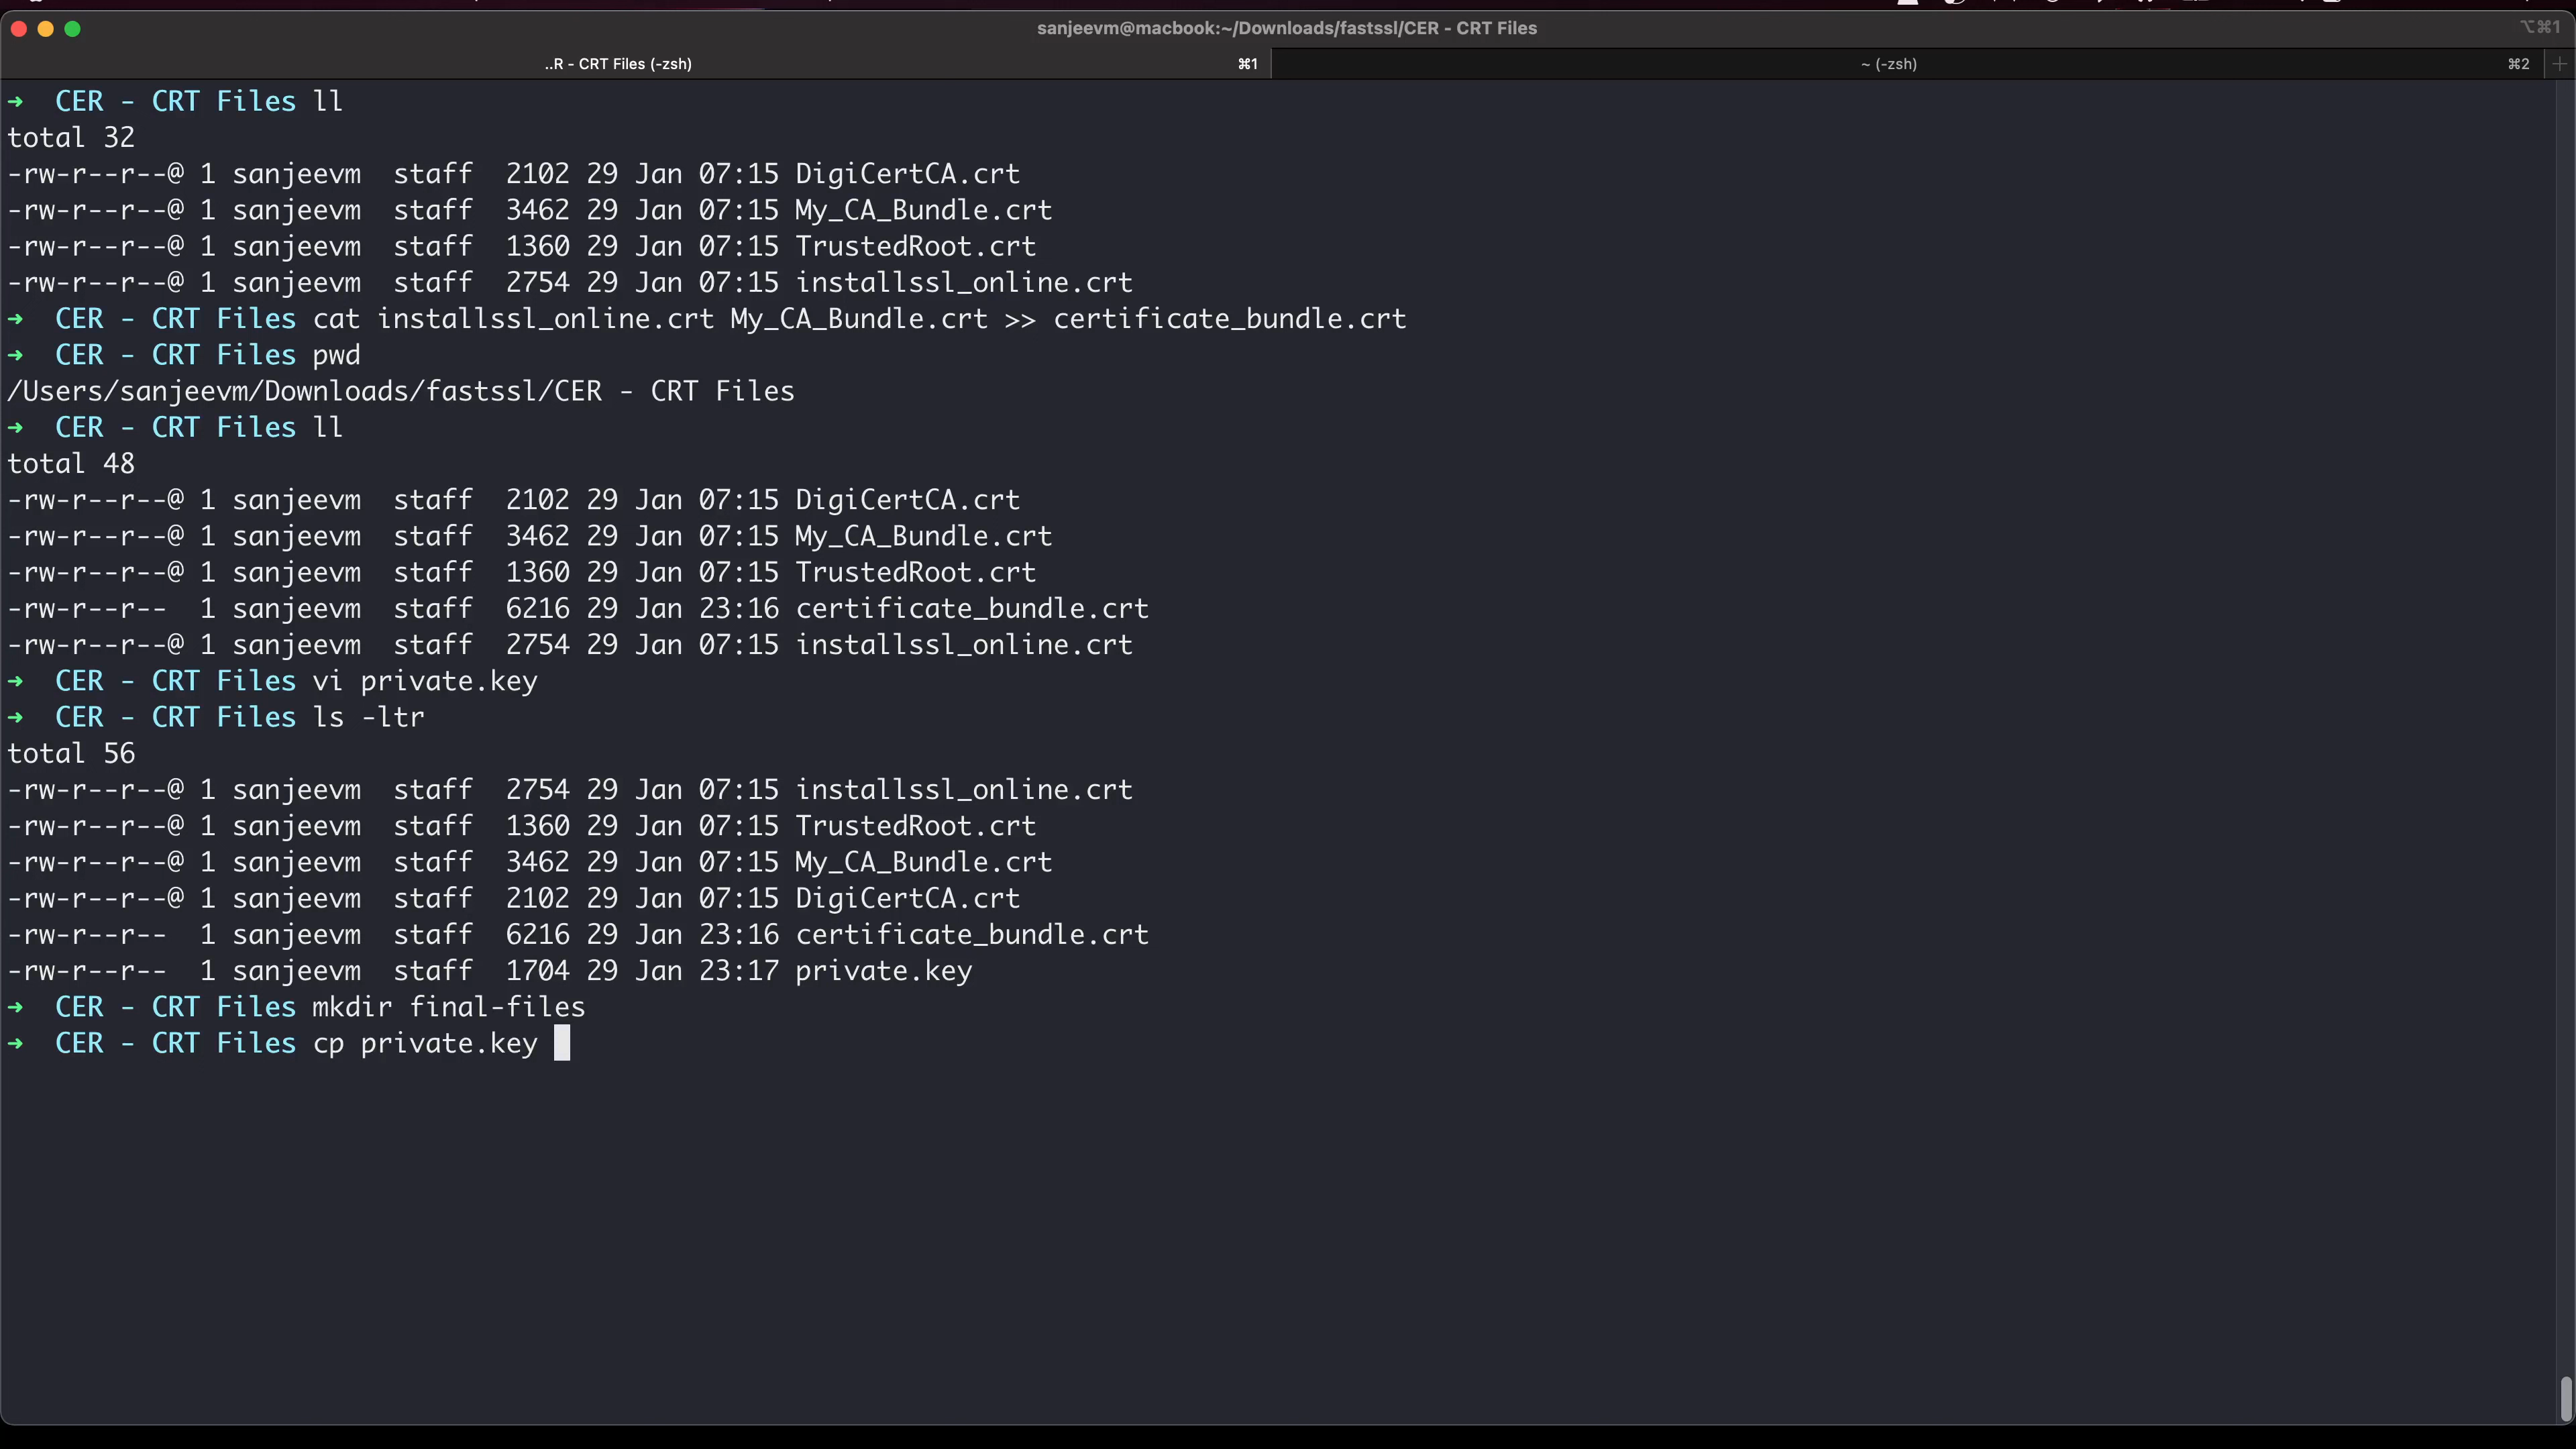 sanjeevm@macbook:~/Downloads/fastssl/CER - CRT Files
⌥⌘1
..R - CRT Files (-zsh) ⌘1
~ (-zsh) ⌘2
➜ CER - CRT Files ll
total 32
-rw-r--r--@ 1 sanjeevm staff 2102 29 Jan 07:15 DigiCertCA.crt
-rw-r--r--@ 1 sanjeevm staff 3462 29 Jan 07:15 My_CA_Bundle.crt
-rw-r--r--@ 1 sanjeevm staff 1360 29 Jan 07:15 TrustedRoot.crt
-rw-r--r--@ 1 sanjeevm staff 2754 29 Jan 07:15 installssl_online.crt
➜ CER - CRT Files cat installssl_online.crt My_CA_Bundle.crt >> certificate_bundle.crt
➜ CER - CRT Files pwd
/Users/sanjeevm/Downloads/fastssl/CER - CRT Files
➜ CER - CRT Files ll
total 48
-rw-r--r--@ 1 sanjeevm staff 2102 29 Jan 07:15 DigiCertCA.crt
-rw-r--r--@ 1 sanjeevm staff 3462 29 Jan 07:15 My_CA_Bundle.crt
-rw-r--r--@ 1 sanjeevm staff 1360 29 Jan 07:15 TrustedRoot.crt
-rw-r--r-- 1 sanjeevm staff 6216 29 Jan 23:16 certificate_bundle.crt
-rw-r--r--@ 1 sanjeevm staff 2754 29 Jan 07:15 installssl_online.crt
➜ CER - CRT Files vi private.key
➜ CER - CRT Files ls -ltr
total 56
-rw-r--r--@ 1 sanjeevm staff 2754 29 Jan 07:15 installssl_online.crt
-rw-r--r--@ 1 sanjeevm staff 1360 29 Jan 07:15 TrustedRoot.crt
-rw-r--r--@ 1 sanjeevm staff 3462 29 Jan 07:15 My_CA_Bundle.crt
-rw-r--r--@ 1 sanjeevm staff 2102 29 Jan 07:15 DigiCertCA.crt
-rw-r--r-- 1 sanjeevm staff 6216 29 Jan 23:16 certificate_bundle.crt
-rw-r--r-- 1 sanjeevm staff 1704 29 Jan 23:17 private.key
➜ CER - CRT Files mkdir final-files
➜ CER - CRT Files cp private.key